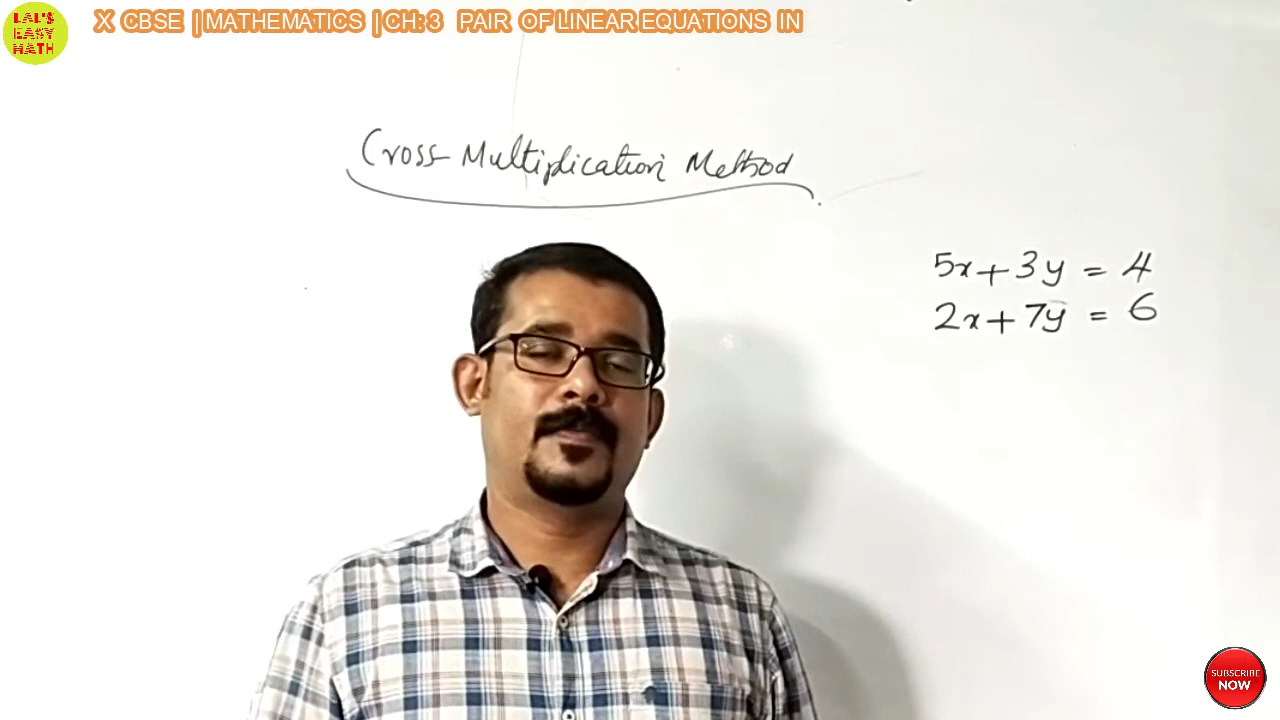 LAL'S
EASY
MATH
X CBSE | MATHEMATICS | CH: 3 PAIR OF LINEAR EQUATIONS IN
Cross Multiplication Method
5x + 3y = 4
2x + 7y = 6
SUBSCRIBE
NOW